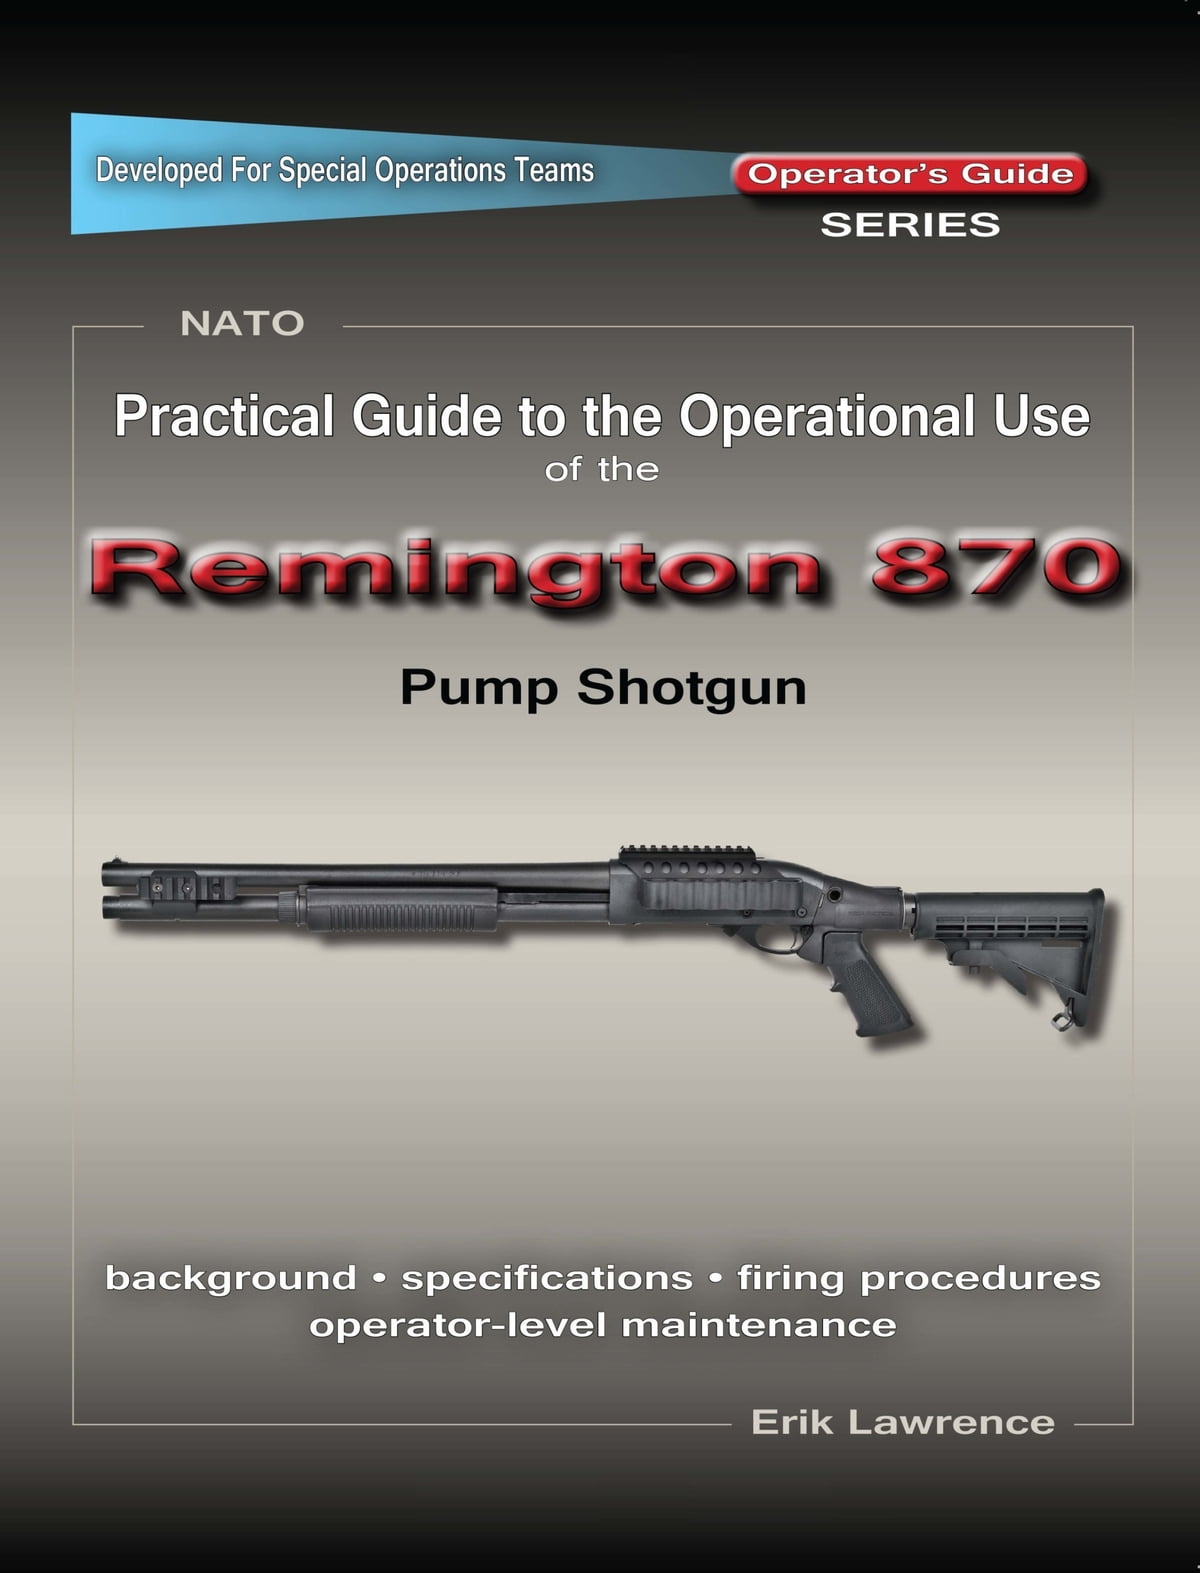 Developed For Special Operations Teams
Operator's Guide
SERIES
NATO
Practical Guide to the Operational Use
of the
Remington 870
Pump Shotgun
background • specifications • firing procedures
operator-level maintenance
Erik Lawrence